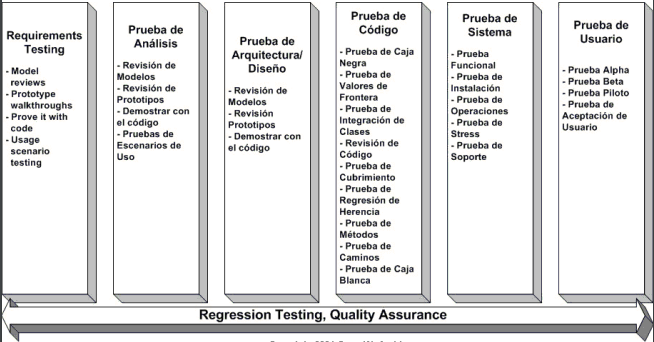 Requirements
Testing
- Model
reviews
- Prototype
walkthroughs
- Prove it with
code
- Usage
scenario
testing
Prueba de
Análisis
- Revisión de
Modelos
- Revisión de
Prototipos
- Demostrar con
el código
- Pruebas de
Escenarios de
Uso
Prueba de
Arquitectura/
Diseño
- Revisión de
Modelos
- Revisión
Prototipos
- Demostrar con
el código
Prueba de
Código
- Prueba de Caja
Negra
- Prueba de
Valores de
Frontera
- Prueba de
Integración de
Clases
- Revisión de
Código
- Prueba de
Cubrimiento
- Prueba de
Regresión de
Herencia
- Prueba de
Métodos
- Prueba de
Caminos
- Prueba de Caja
Blanca
Prueba de
Sistema
- Prueba
Funcional
- Prueba de
Instalación
- Prueba de
Operaciones
- Prueba de
Stress
- Prueba de
Soporte
Prueba de
Usuario
- Prueba Alpha
- Prueba Beta
- Prueba Piloto
- Prueba de
Aceptación de
Usuario
Regression Testing, Quality Assurance